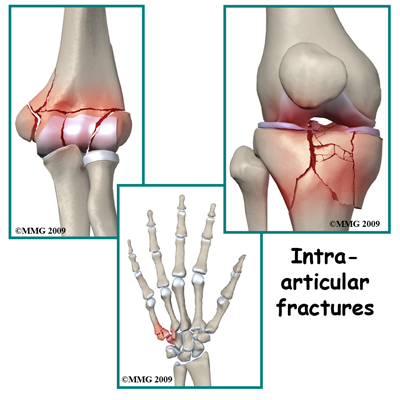 ©MMG 2009
©MMG 2009
Intra-
articular
fractures
©MMG 2009